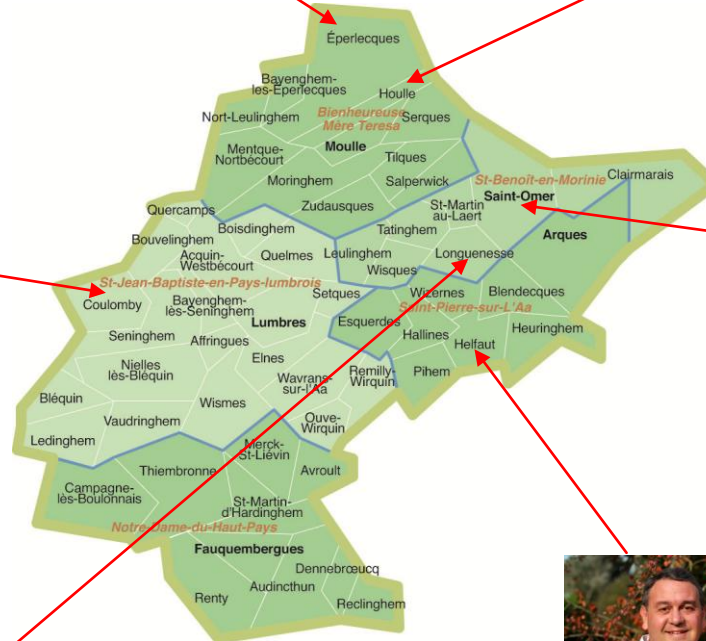 Éperlecques
Bayenghem-
les-Éperlecques
Houlle
Nort-Leulinghem
Bienheureuse
Mère Teresa
Serques
Moulle
Mentque-
Nortbécourt
Tilques
Moringhem
Salperwick
Zudausques
Clairmarais
St-Benoît-en-Morinie
Saint-Omer
St-Martin
au-Laert
Arques
Tatinghem
Longuenesse
Leulinghem
Wisques
Quercamps
Boisdinghem
Bouvelinghem
Acquin-
Westbécourt
Quelmes
St-Jean-Baptiste-en-Pays-lumbrois
Coulomby
Bayenghem-
lès-Seninghem
Setques
Lumbres
Seninghem
Affringues
Nielles
lès-Bléquin
Elnes
Wavrans-
sur-l'Aa
Remilly-
Wirquin
Bléquin
Wismes
Vaudringhem
Ouve-
Wirquin
Ledinghem
Wizernes
Blendecques
Saint-Pierre-sur-L'Aa
Esquerdes
Hallines
Heuringhem
Helfaut
Pihem
Merck-
St-Liévin
Thiembronne
Avroult
Campagne-
lès-Boulonnais
St-Martin-
d'Hardinghem
Notre-Dame-du-Haut-Pays
Fauquembergues
Dennebrœucq
Audincthun
Renty
Reclinghem